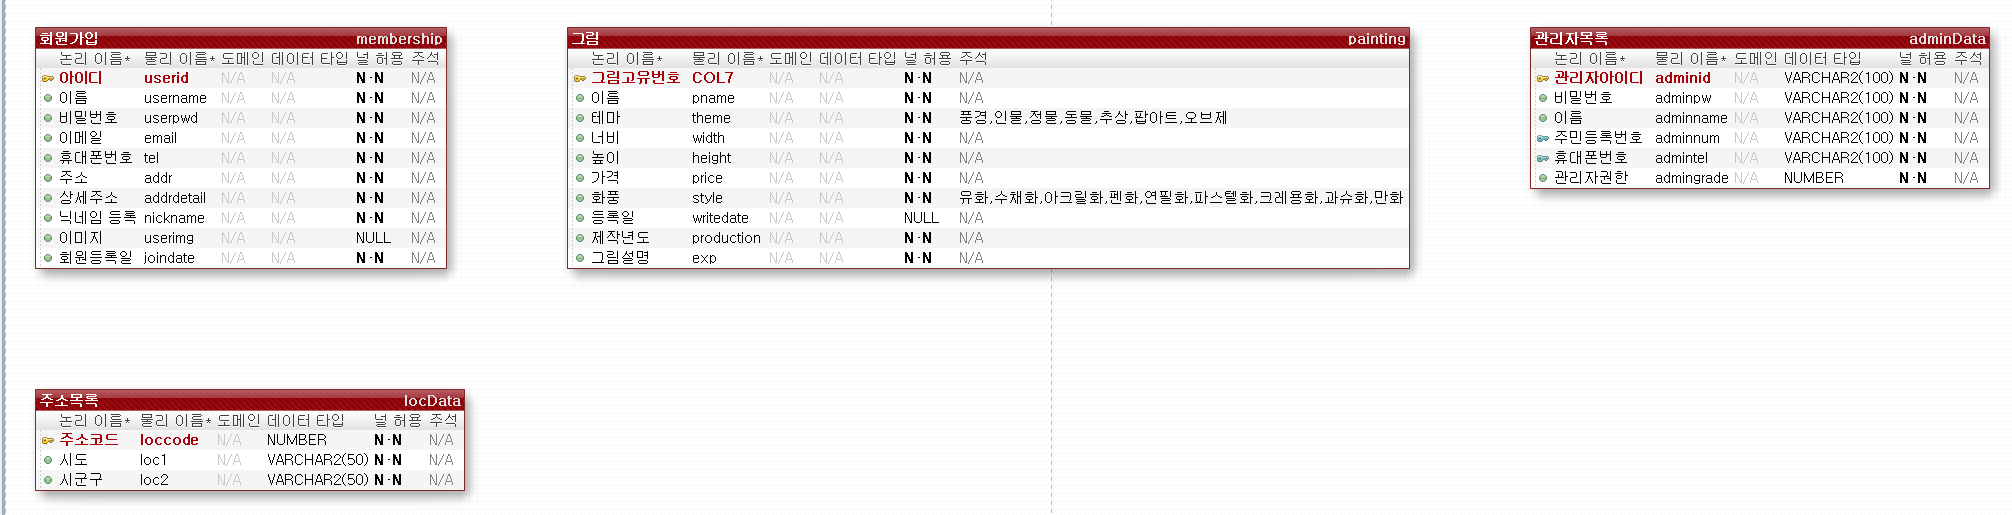 회원가입 membership
논리 이름* 물리 이름* 도메인 데이터 타입 널 허용 주석
아이디 userid N/A N/A N·N N/A
이름 username N/A N/A N·N N/A
비밀번호 userpwd N/A N/A N·N N/A
이메일 email N/A N/A N·N N/A
휴대폰번호 tel N/A N/A N·N N/A
주소 addr N/A N/A N·N N/A
상세주소 addrdetail N/A N/A N·N N/A
닉네임 등록 nickname N/A N/A N·N N/A
이미지 userimg N/A N/A NULL N/A
회원등록일 joindate N/A N/A N·N N/A
그림 painting
논리 이름* 물리 이름* 도메인 데이터 타입 널 허용 주석
그림고유번호 COL7 N/A N/A N·N N/A
이름 pname N/A N/A N·N N/A
테마 theme N/A N/A N·N 풍경,인물,정물,동물,추상,팝아트,오브제
너비 width N/A N/A N·N N/A
높이 height N/A N/A N·N N/A
가격 price N/A N/A N·N N/A
화풍 style N/A N/A N·N 유화,수채화,아크릴화,펜화,연필화,파스텔화,크레용화,과슈화,만화
등록일 writedate N/A N/A NULL N/A
제작년도 production N/A N/A N·N N/A
그림설명 exp N/A N/A N·N N/A
관리자목록 adminData
논리 이름* 물리 이름* 도메인 데이터 타입 널 허용 주석
관리자아이디 adminid N/A VARCHAR2(100) N·N N/A
비밀번호 adminpw N/A VARCHAR2(100) N·N N/A
이름 adminname N/A VARCHAR2(100) N·N N/A
주민등록번호 adminnum N/A VARCHAR2(100) N·N N/A
휴대폰번호 admintel N/A VARCHAR2(100) N·N N/A
관리자권한 admingrade N/A NUMBER N·N N/A
주소목록 locData
논리 이름* 물리 이름* 도메인 데이터 타입 널 허용 주석
주소코드 loccode N/A NUMBER N·N N/A
시도 loc1 N/A VARCHAR2(50) N·N N/A
시군구 loc2 N/A VARCHAR2(50) N·N N/A